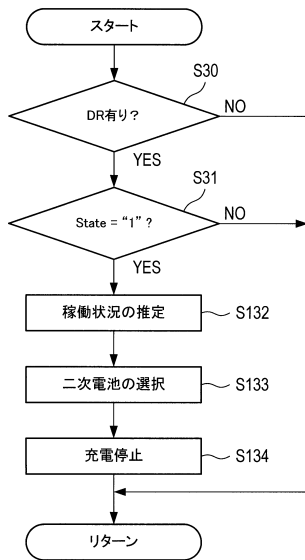 スタート
S30
DR有り?
NO
YES
S31
State = “1” ?
NO
YES
稼働状況の推定
S132
二次電池の選択
S133
充電停止
S134
リターン